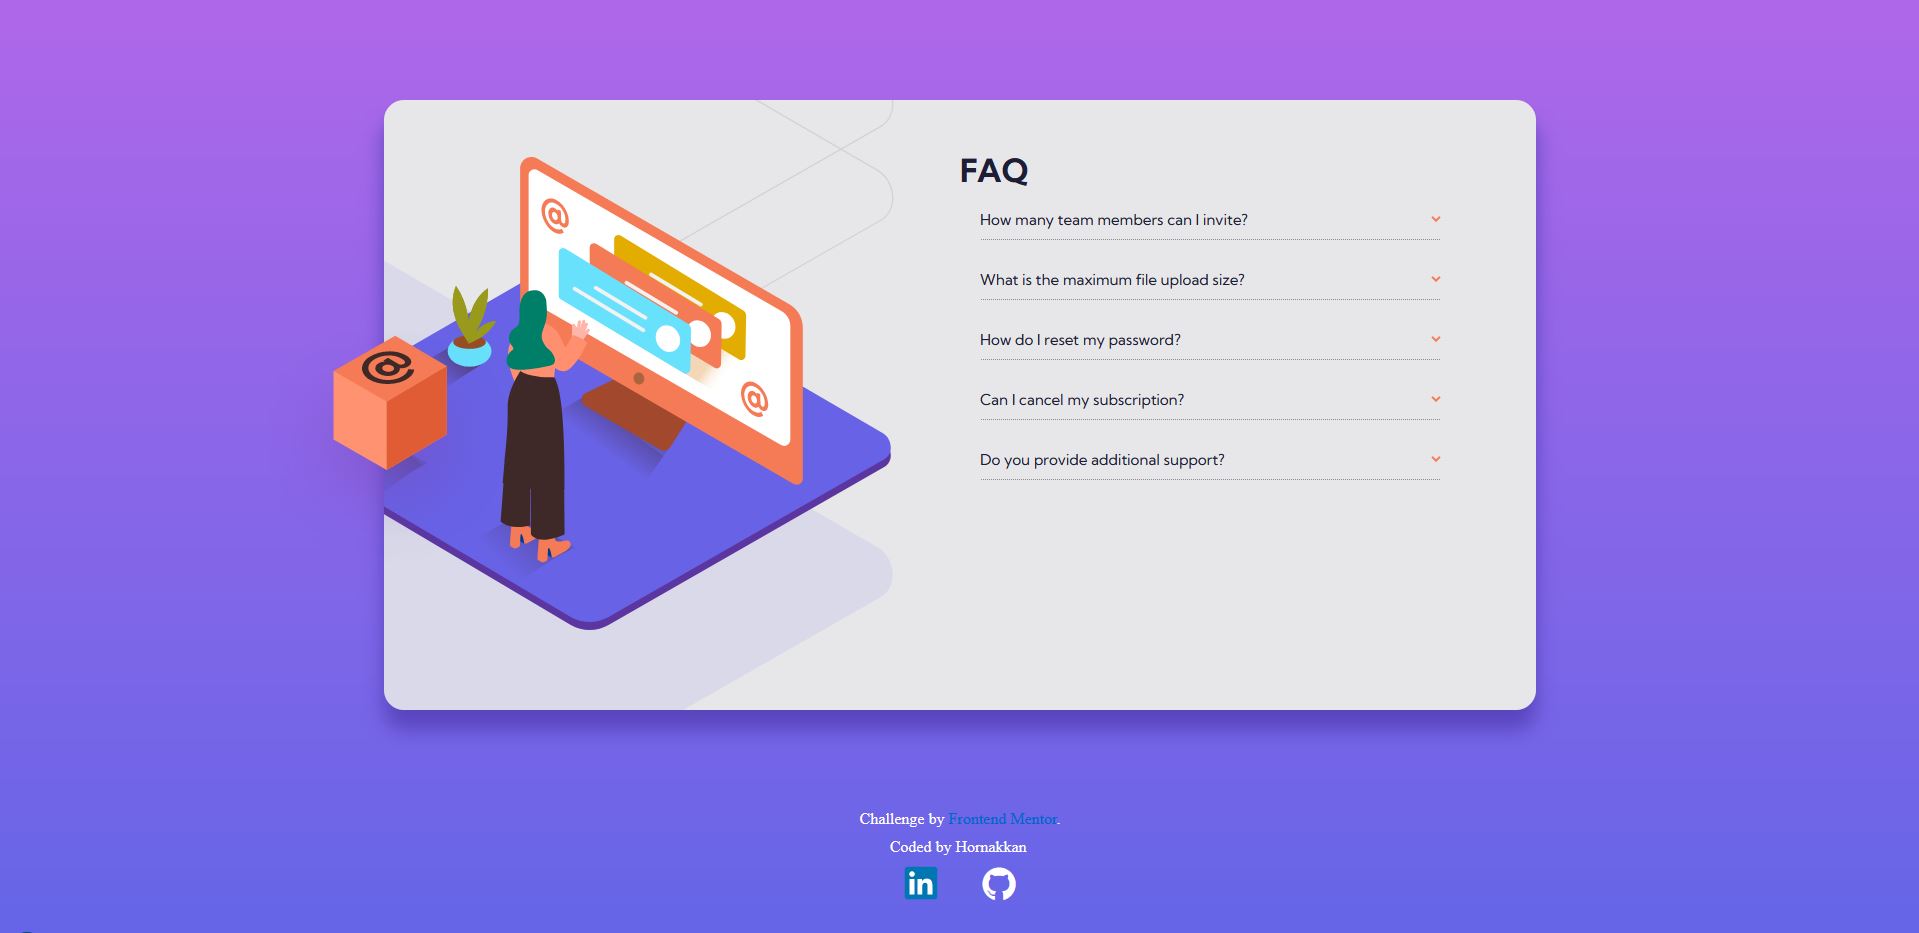 @
@
@
FAQ
How many team members can I invite?
What is the maximum file upload size?
How do I reset my password?
Can I cancel my subscription?
Do you provide additional support?
Challenge by Frontend Mentor.
Coded by Hornakkan
in